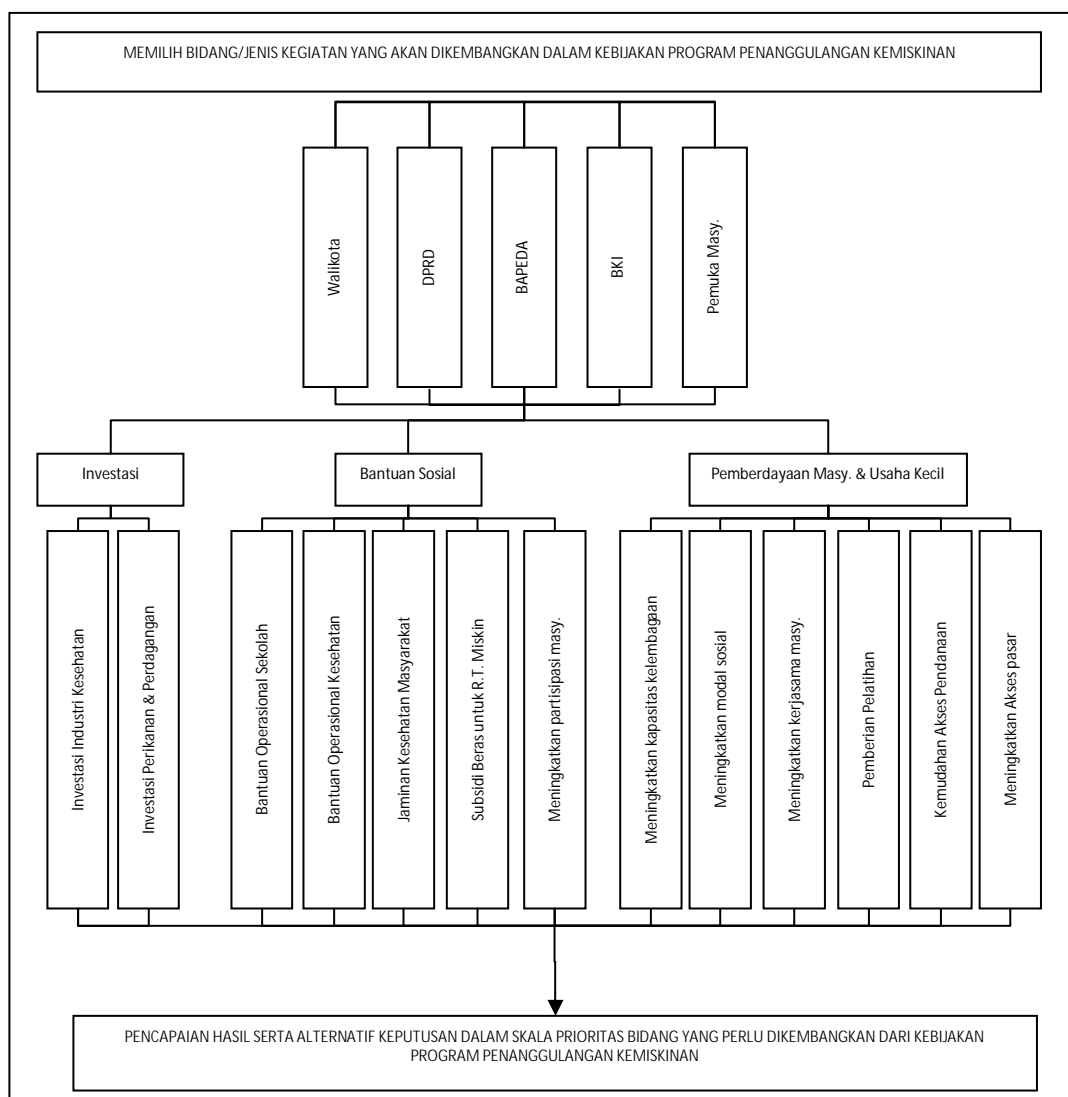 MEMILIH BIDANG/JENIS KEGIATAN YANG AKAN DIKEMBANGKAN DALAM KEBIJAKAN PROGRAM PENANGGULANGAN KEMISKINAN
Walikota
DPRD
BAPEDA
BKI
Pemuka Masy.
Investasi
Bantuan Sosial
Pemberdayaan Masy. & Usaha Kecil
Investasi Industri Kesehatan
Investasi Perikanan & Perdagangan
Bantuan Operasional Sekolah
Bantuan Operasional Kesehatan
Jaminan Kesehatan Masyarakat
Subsidi Beras untuk R.T. Miskin
Meningkatkan partisipasi masy.
Meningkatkan kapasitas kelembagaan
Meningkatkan modal sosial
Meningkatkan kerjasama masy.
Pemberian Pelatihan
Kemudahan Akses Pendanaan
Meningkatkan Akses pasar
PENCAPAIAN HASIL SERTA ALTERNATIF KEPUTUSAN DALAM SKALA PRIORITAS BIDANG YANG PERLU DIKEMBANGKAN DARI KEBIJAKAN
PROGRAM PENANGGULANGAN KEMISKINAN